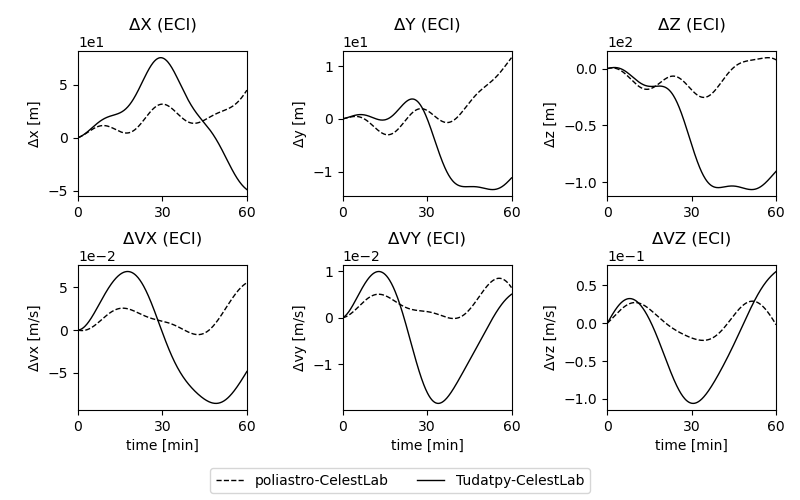 ΔX (ECI) ΔY (ECI) ΔZ (ECI)
1e1 1e1 1e2
Δx [m] 5 0 −5
Δy [m] 1 0 −1
Δz [m] 0.0 −0.5 −1.0
0 30 60 0 30 60 0 30 60
ΔVX (ECI) ΔVY (ECI) ΔVZ (ECI)
1e−2 1e−2 1e−1
Δvx [m/s] 5 0 −5
Δvy [m/s] 1 0 −1
Δvz [m/s] 0.5 0.0 −0.5 −1.0
0 30 60 0 30 60 0 30 60
time [min] time [min] time [min]
poliastro-CelestLab Tudatpy-CelestLab